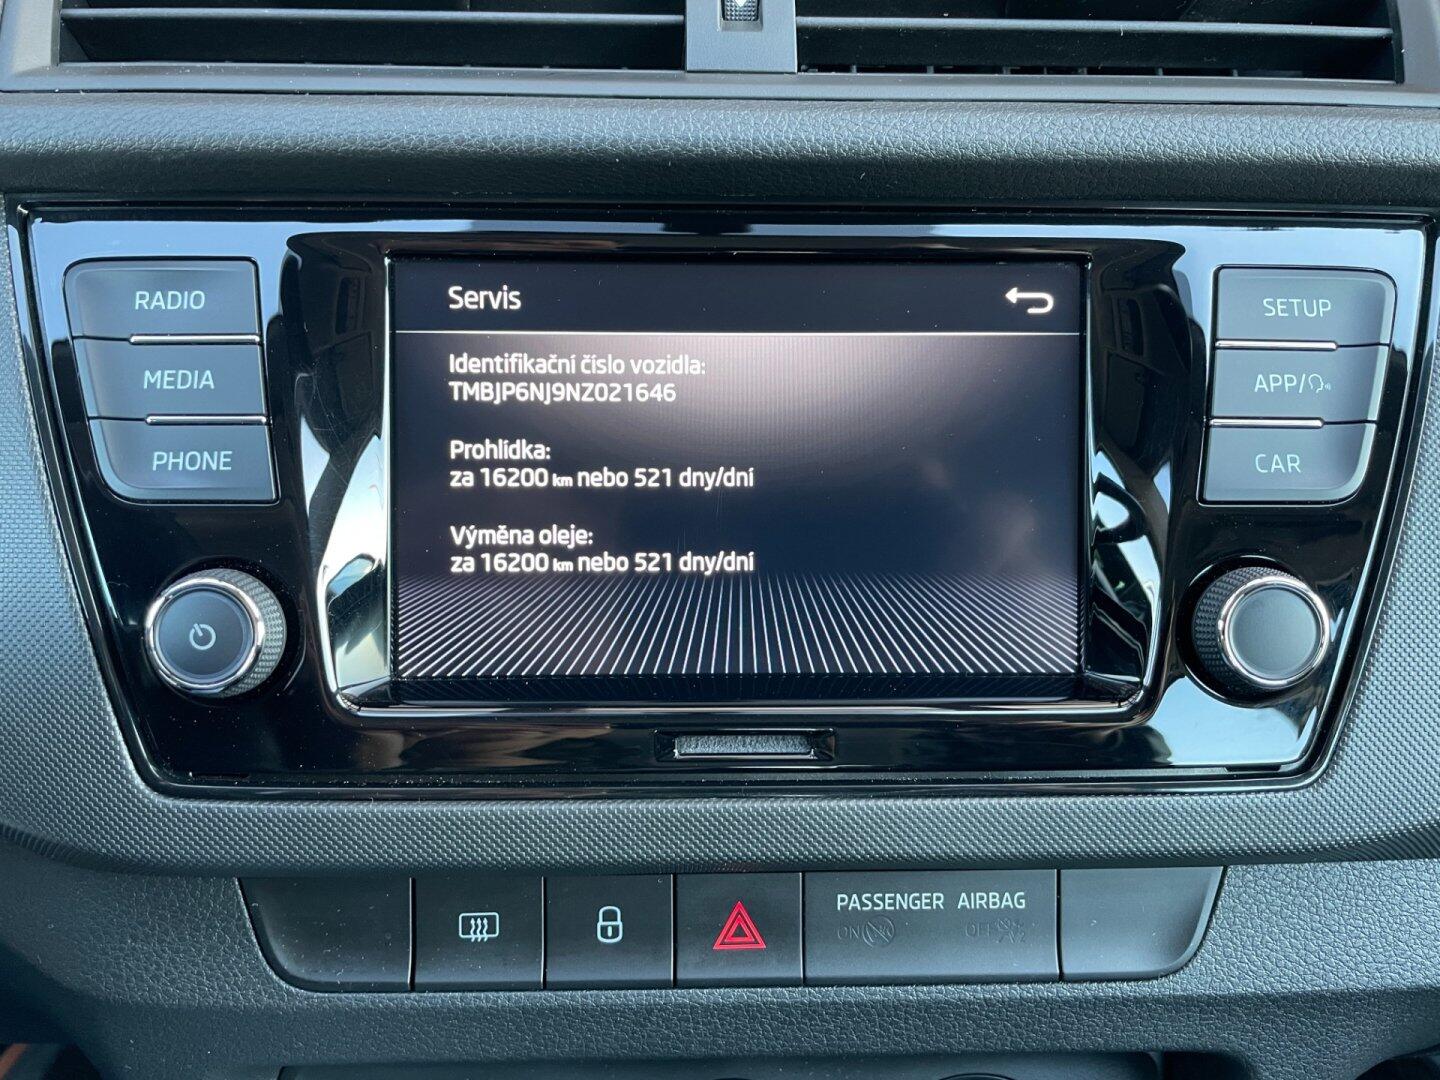 RADIO
MEDIA
PHONE
Servis
Identifikační číslo vozidla:
TMBJP6NJ9NZ021646
Prohlídka:
za 16200 km nebo 521 dny/dní
Výměna oleje:
za 16200 km nebo 521 dny/dní
SETUP
APP/
CAR
PASSENGER AIRBAG
ON OFF